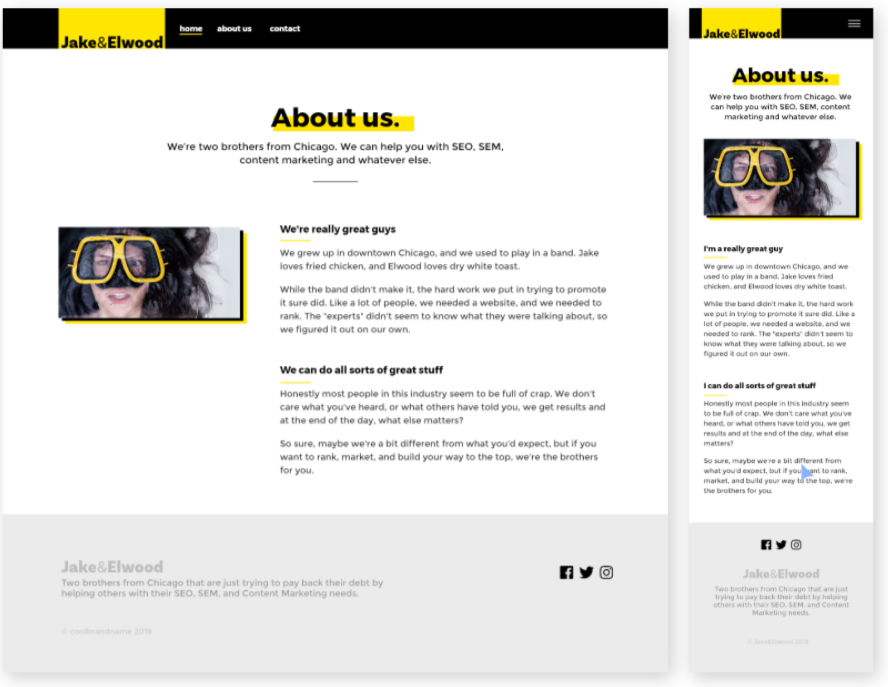 Jake&Elwood
home about us contact
About us.
We're two brothers from Chicago. We can help you with SEO, SEM,
content marketing and whatever else.
We're really great guys
We grew up in downtown Chicago, and we used to play in a band. Jake
loves fried chicken, and Elwood loves dry white toast.
While the band didn't make it, the hard work we put in trying to promote
it sure did. Like a lot of people, we needed a website, and we needed to
rank. The "experts" didn't seem to know what they were talking about, so
we figured it out on our own.
We can do all sorts of great stuff
Honestly most people in this industry seem to be full of crap. We don't
care what you've heard, or what others have told you, we get results and
at the end of the day, what else matters?
So sure, maybe we're a bit different from what you'd expect, but if you
want to rank, market, and build your way to the top, we're the brothers
for you.
Jake&Elwood
Two brothers from Chicago that are just trying to pay back their debt by
helping others with their SEO, SEM, and Content Marketing needs.
© coolbrandname 2019
Jake&Elwood
About us.
We're two brothers from Chicago. We
can help you with SEO, SEM, content
marketing and whatever else.
I'm a really great guy
We grew up in downtown Chicago, and we
used to play in a band. Jake loves fried
chicken, and Elwood loves dry white toast.
While the band didn't make it, the hard work
we put in trying to promote it sure did. Like a
lot of people, we needed a website, and we
needed to rank. The "experts" didn't seem to
know what they were talking about, so we
figured it out on our own.
I can do all sorts of great stuff
Honestly most people in this industry seem
to be full of crap. We don't care what you've
heard, or what others have told you, we get
results and at the end of the day, what else
matters?
So sure, maybe we're a bit different from
what you'd expect, but if you want to rank,
market, and build your way to the top, we're
the brothers for you.
Jake&Elwood
Two brothers from Chicago that are just
trying to pay back their debt by helping
others with their SEO, SEM, and Content
Marketing needs.
© Jake&Elwood 2019